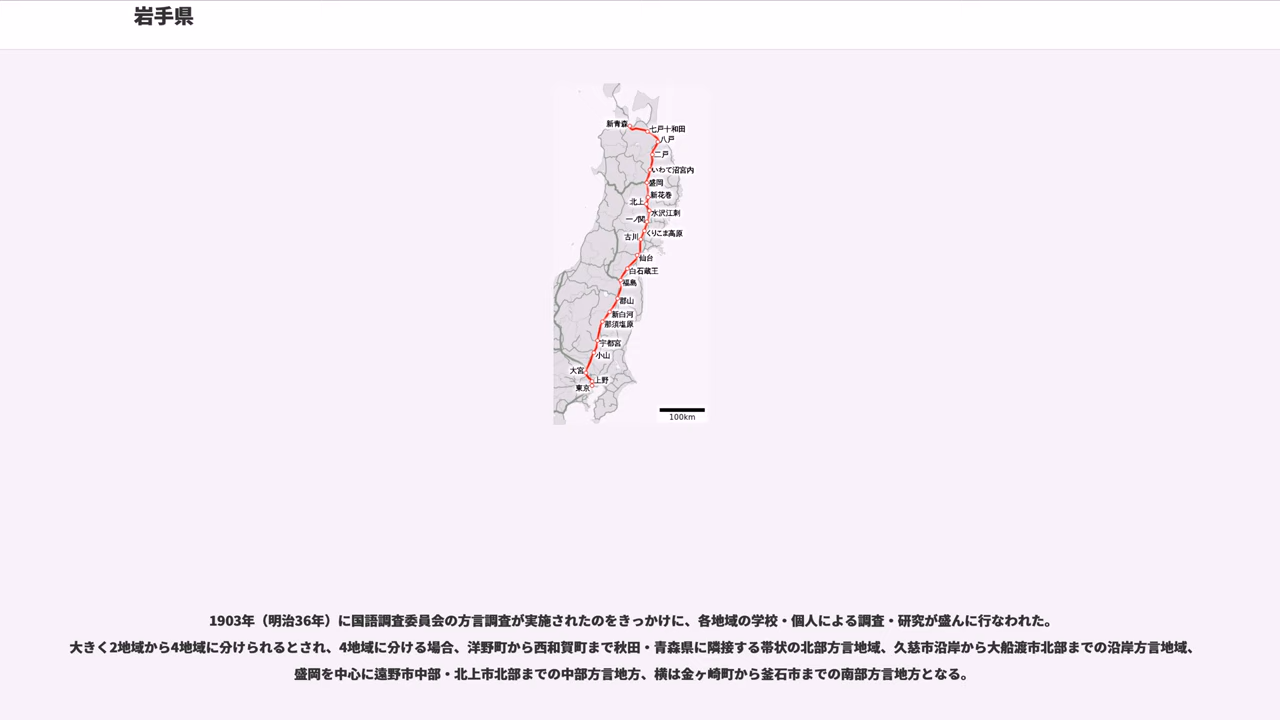 岩手県
新青森
七戸十和田
八戸
二戸
いわて沼宮内
盛岡
新花巻
北上
水沢江刺
一ノ関
くりこま高原
古川
仙台
白石蔵王
福島
郡山
新白河
那須塩原
宇都宮
小山
大宮
上野
東京
100km
1903年（明治36年）に国語調査委員会の方言調査が実施されたのをきっかけに、各地域の学校・個人による調査・研究が盛んに行なわれた。
大きく2地域から4地域に分けられるとされ、4地域に分ける場合、洋野町から西和賀町まで秋田・青森県に隣接する帯状の北部方言地域、久慈市沿岸から大船渡市北部までの沿岸方言地域、
盛岡を中心に遠野市中部・北上市北部までの中部方言地方、横は金ヶ崎町から釜石市までの南部方言地方となる。